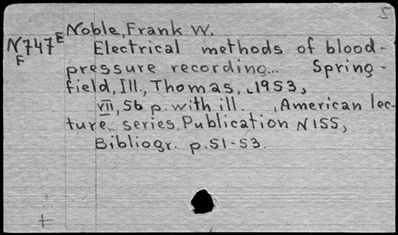 5
Noble, Frank W.
N747E Electrical methods of blood-
F pressure recording... Spring-
field, Ill., Thomas, 1953,
VII, 56 p. with ill. (American lec-
ture series. Publication N 155,
Bibliogr. p. 51-53.